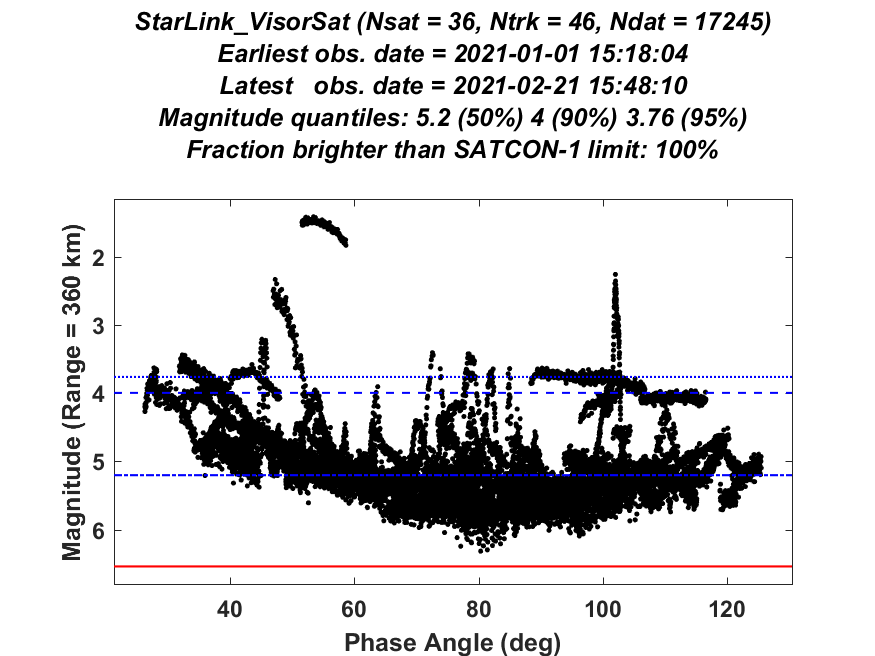 StarLink_VisorSat (Nsat = 36, Ntrk = 46, Ndat = 17245)
Earliest obs. date = 2021-01-01 15:18:04
Latest obs. date = 2021-02-21 15:48:10
Magnitude quantiles: 5.2 (50%) 4 (90%) 3.76 (95%)
Fraction brighter than SATCON-1 limit: 100%
Magnitude (Range = 360 km)
2
3
4
5
6
40 60 80 100 120
Phase Angle (deg)